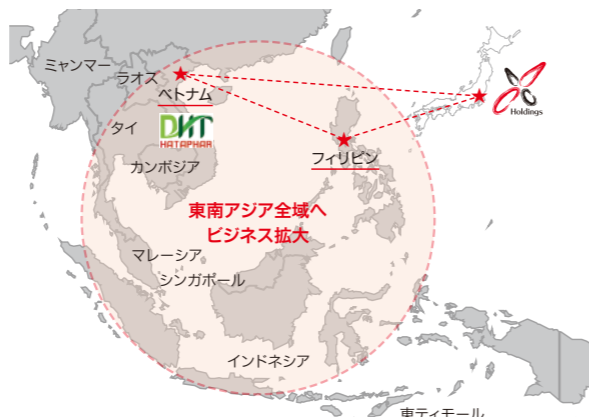 ミャンマー
ラオス
ベトナム
DHT
HATAPHAR
タイ
カンボジア
フィリピン
Holdings
東南アジア全域へ
ビジネス拡大
マレーシア
シンガポール
インドネシア
東ティモール